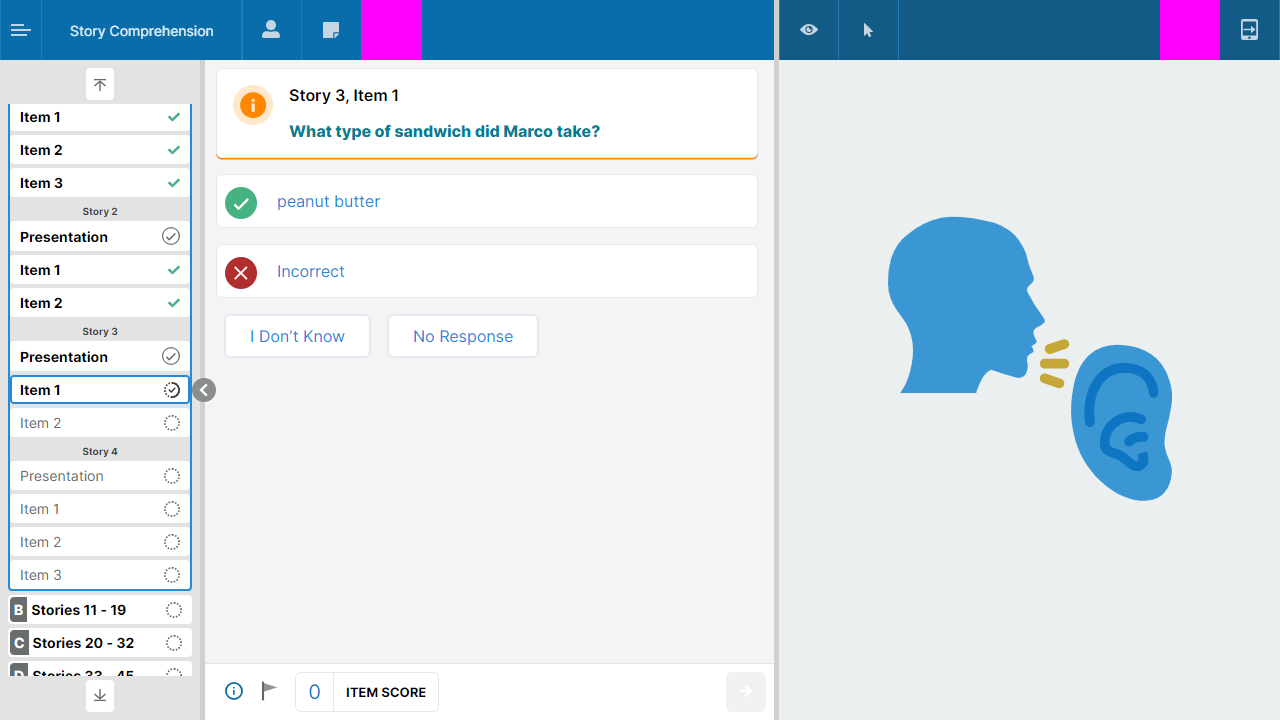 Story Comprehension
Item 1
Item 2
Item 3
Story 2
Presentation
Item 1
Item 2
Story 3
Presentation
Item 1
Item 2
Story 4
Presentation
Item 1
Item 2
Item 3
B Stories 11 - 19
C Stories 20 - 32
D Stories 33 - 45
Story 3, Item 1
What type of sandwich did Marco take?
peanut butter
Incorrect
I Don’t Know
No Response
0 ITEM SCORE